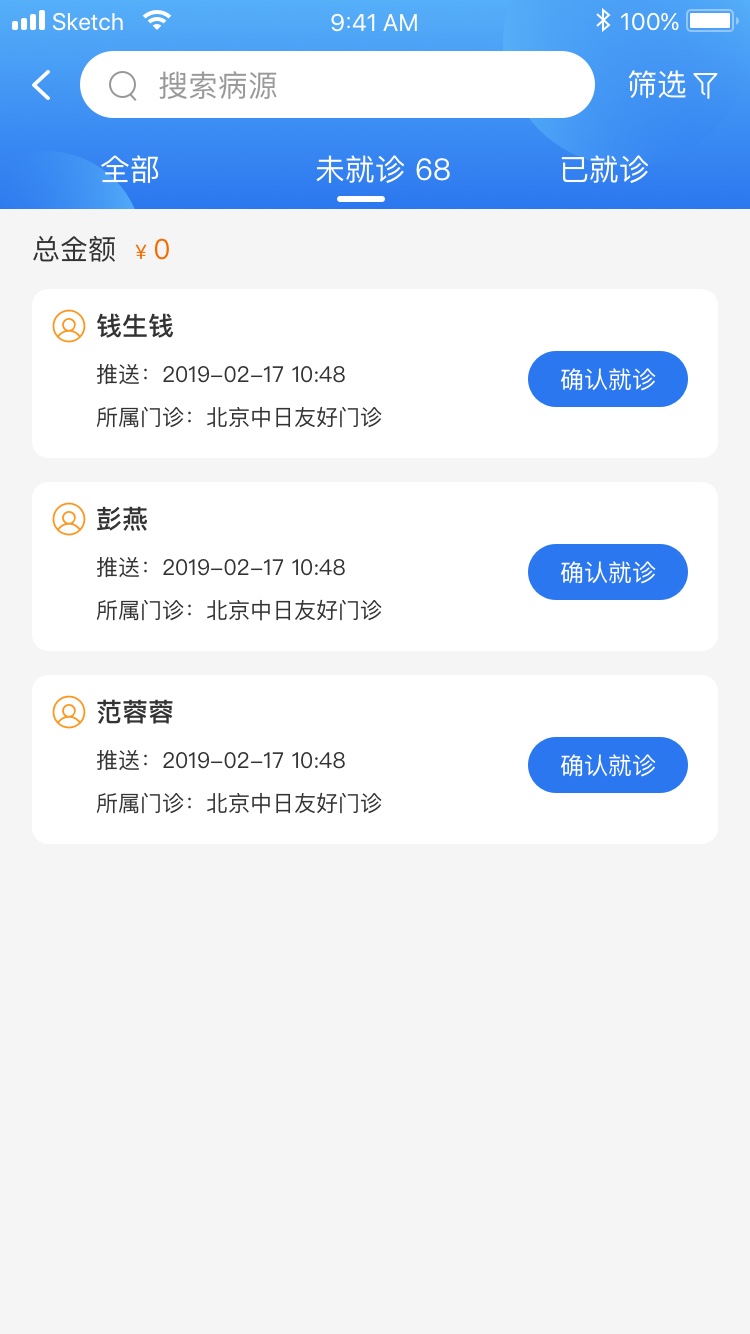 Sketch 9:41 AM 100%
搜索病源 筛选
全部 未就诊 68 已就诊
总金额 ¥ 0
钱生钱
推送：2019-02-17 10:48
确认就诊
所属门诊：北京中日友好门诊
彭燕
推送：2019-02-17 10:48
确认就诊
所属门诊：北京中日友好门诊
范蓉蓉
推送：2019-02-17 10:48
确认就诊
所属门诊：北京中日友好门诊